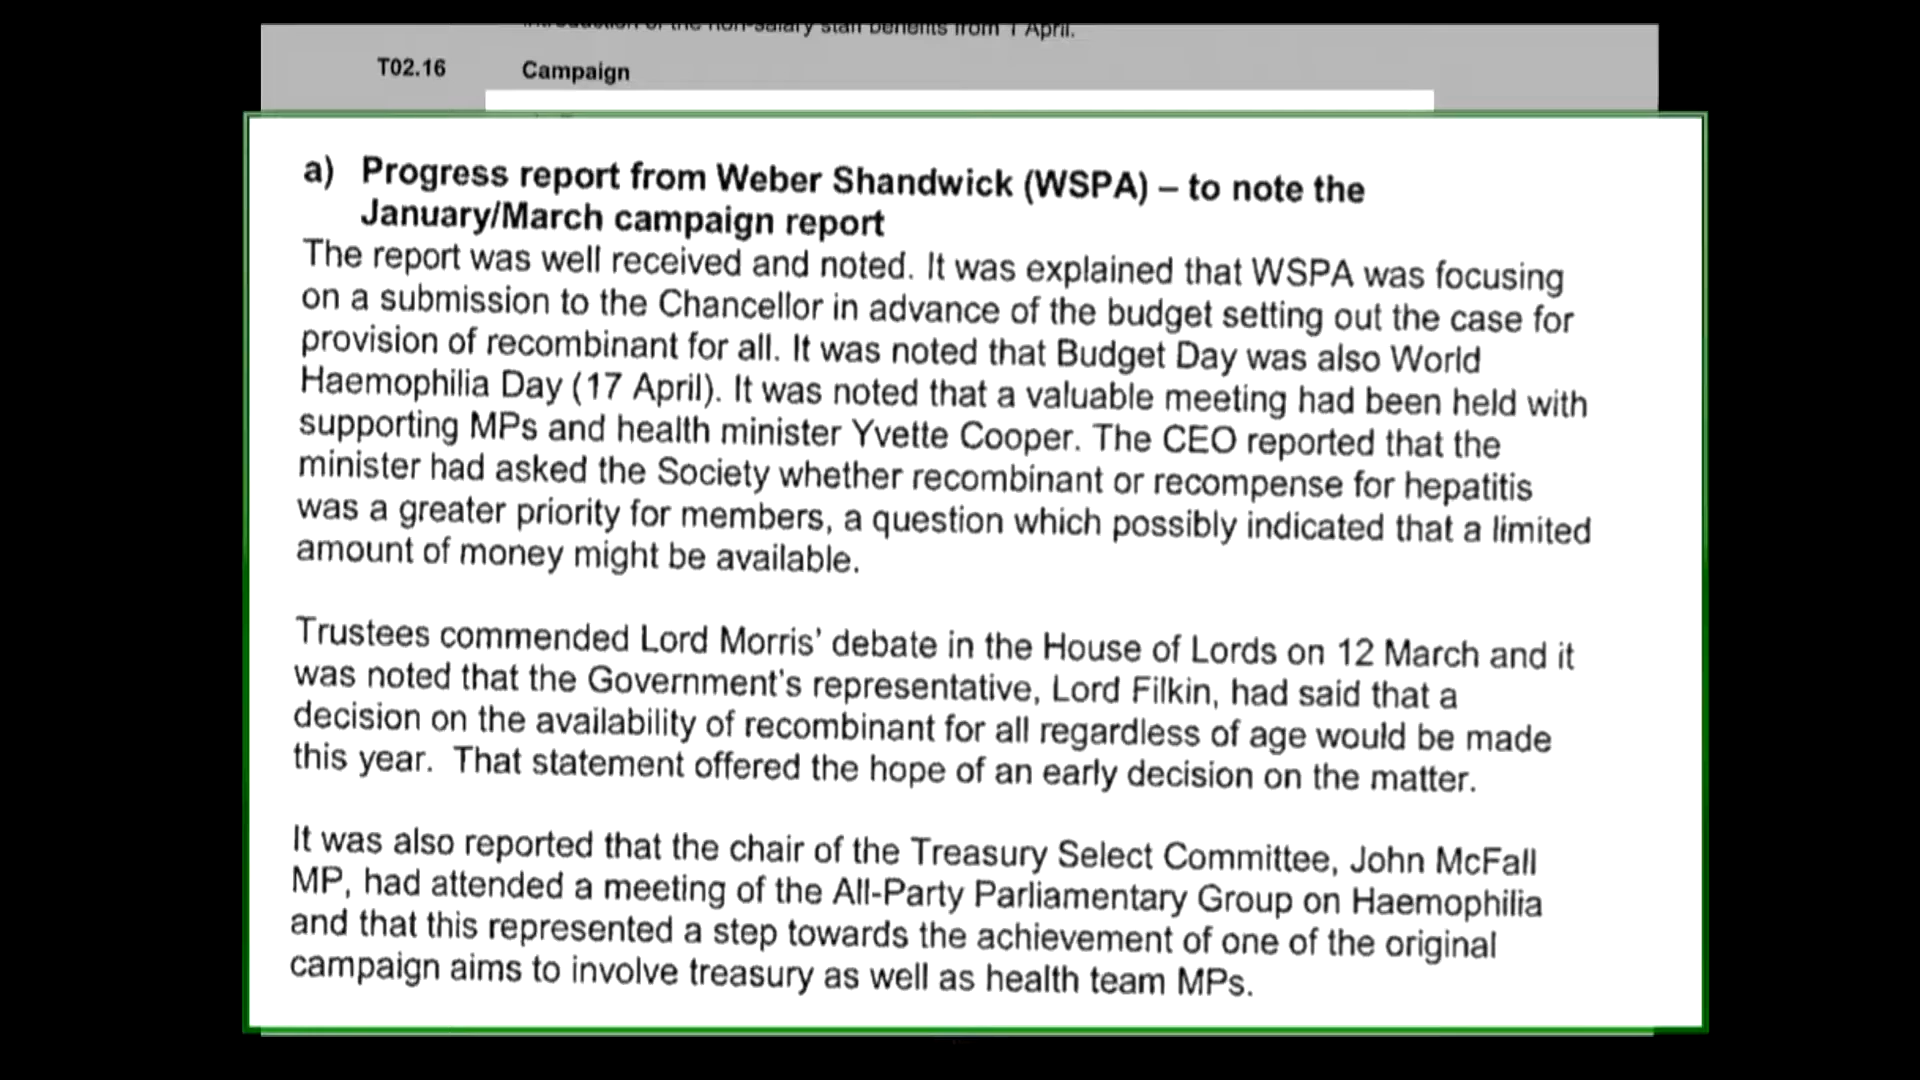 introduction of the non-salary staff benefits from 1 April.
T02.16 Campaign
a) Progress report from Weber Shandwick (WSPA) – to note the
January/March campaign report
The report was well received and noted. It was explained that WSPA was focusing
on a submission to the Chancellor in advance of the budget setting out the case for
provision of recombinant for all. It was noted that Budget Day was also World
Haemophilia Day (17 April). It was noted that a valuable meeting had been held with
supporting MPs and health minister Yvette Cooper. The CEO reported that the
minister had asked the Society whether recombinant or recompense for hepatitis
was a greater priority for members, a question which possibly indicated that a limited
amount of money might be available.
Trustees commended Lord Morris' debate in the House of Lords on 12 March and it
was noted that the Government's representative, Lord Filkin, had said that a
decision on the availability of recombinant for all regardless of age would be made
this year. That statement offered the hope of an early decision on the matter.
It was also reported that the chair of the Treasury Select Committee, John McFall
MP, had attended a meeting of the All-Party Parliamentary Group on Haemophilia
and that this represented a step towards the achievement of one of the original
campaign aims to involve treasury as well as health team MPs.